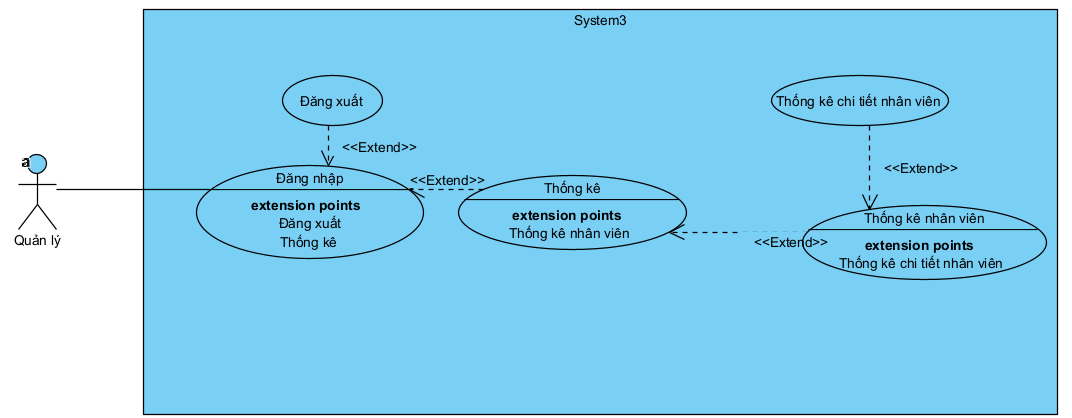 System3
Đăng xuất
Thống kê chi tiết nhân viên
<<Extend>>
<<Extend>>
a
Quản lý
Đăng nhập
extension points
Đăng xuất
Thống kê
<<Extend>>
Thống kê
extension points
Thống kê nhân viên
<<Extend>>
Thống kê nhân viên
extension points
Thống kê chi tiết nhân viên